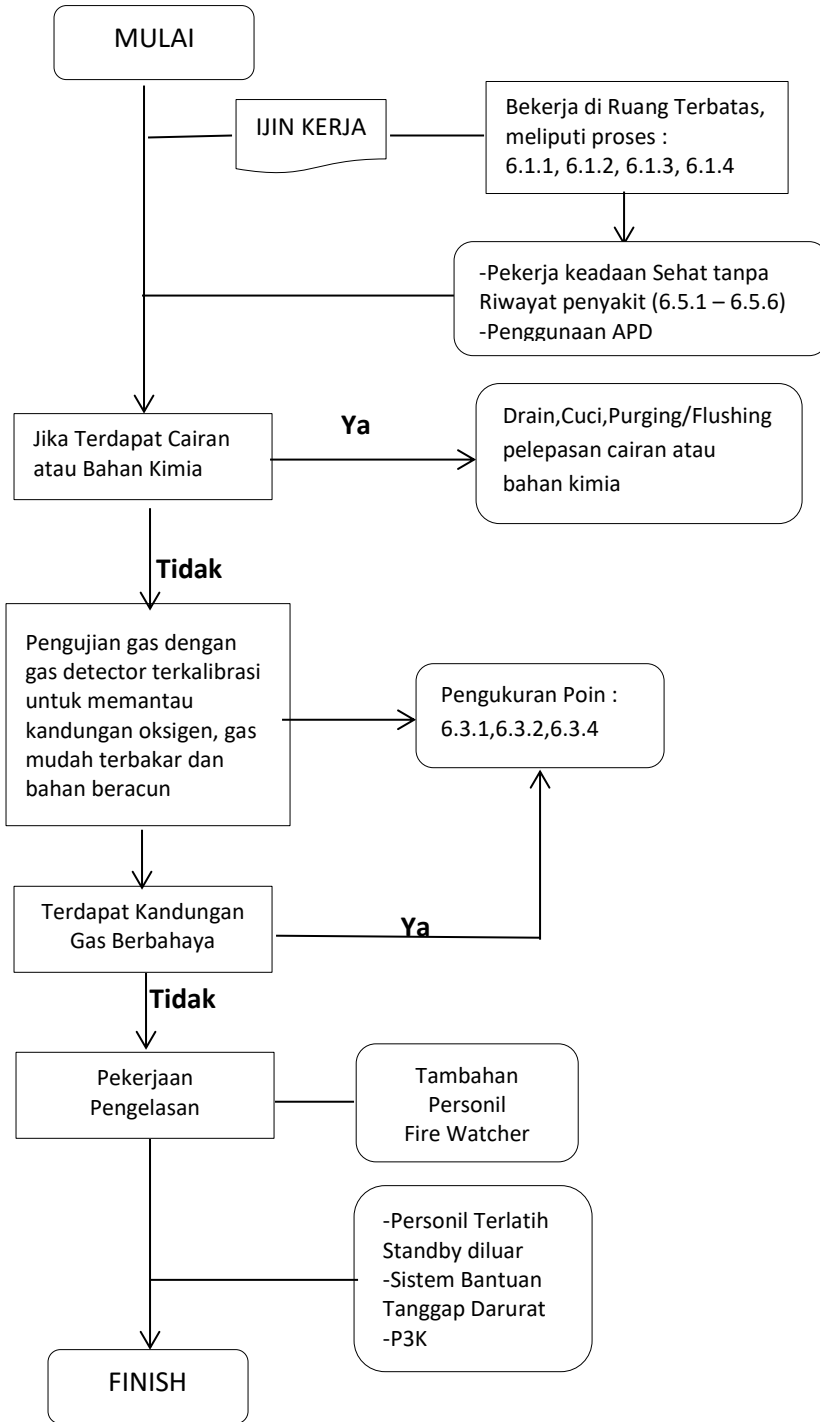 MULAI
IJIN KERJA
Bekerja di Ruang Terbatas,
meliputi proses :
6.1.1, 6.1.2, 6.1.3, 6.1.4
-Pekerja keadaan Sehat tanpa
Riwayat penyakit (6.5.1 – 6.5.6)
-Penggunaan APD
Jika Terdapat Cairan
atau Bahan Kimia
Ya
Drain,Cuci,Purging/Flushing
pelepasan cairan atau
bahan kimia
Tidak
Pengujian gas dengan
gas detector terkalibrasi
untuk memantau
kandungan oksigen, gas
mudah terbakar dan
bahan beracun
Pengukuran Poin :
6.3.1,6.3.2,6.3.4
Terdapat Kandungan
Gas Berbahaya
Ya
Tidak
Pekerjaan
Pengelasan
Tambahan
Personil
Fire Watcher
-Personil Terlatih
Standby diluar
-Sistem Bantuan
Tanggap Darurat
-P3K
FINISH